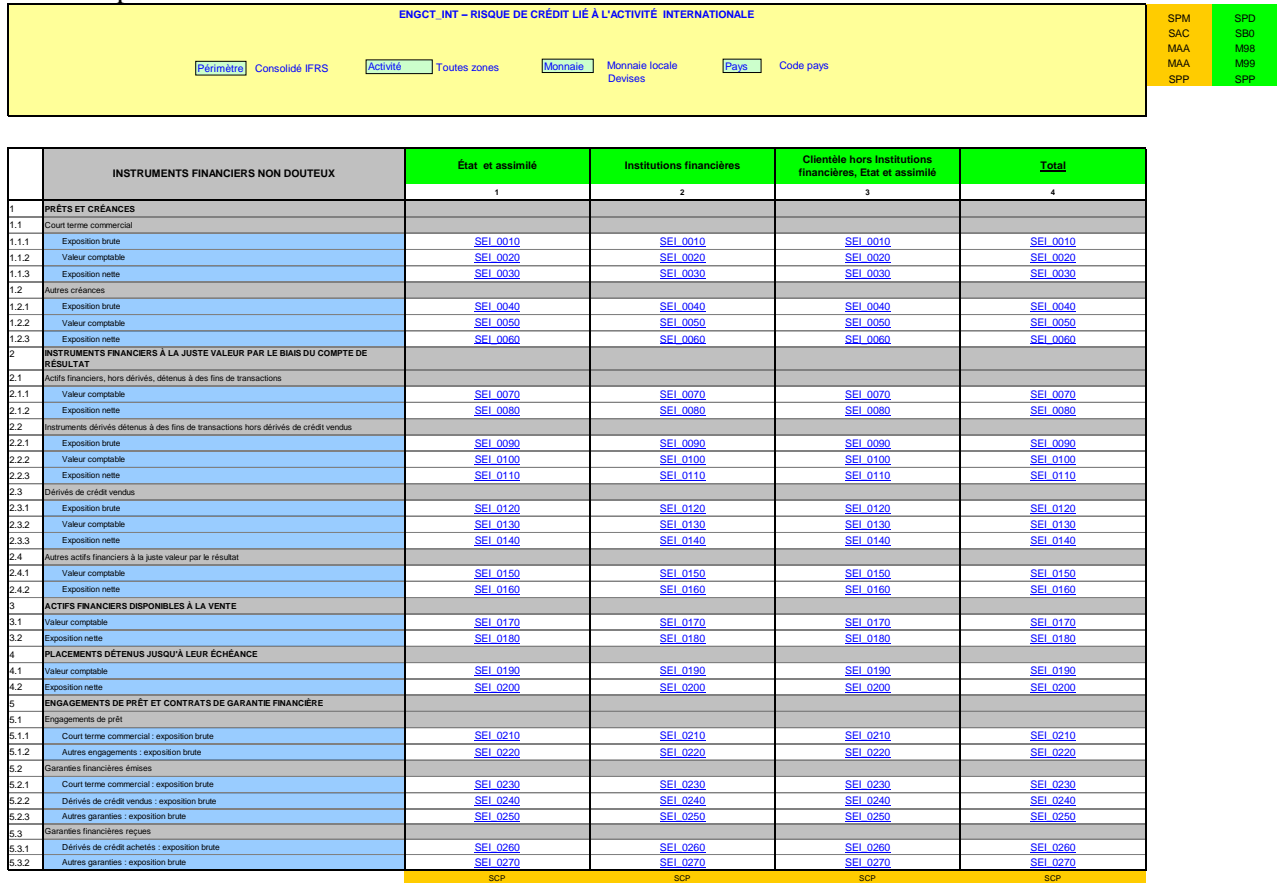 ENGCT_INT – RISQUE DE CRÉDIT LIÉ À L'ACTIVITÉ INTERNATIONALE
SPM SPD
SAC SB0
MAA M98
MAA M99
SPP SPP
Périmètre Consolidé IFRS Activité Toutes zones Monnaie Monnaie locale Pays Code pays
Devises
INSTRUMENTS FINANCIERS NON DOUTEUX État et assimilé Institutions financières Clientèle hors Institutions financières, Etat et assimilé Total
1 2 3 4
1 PRÊTS ET CRÉANCES
1.1 Court terme commercial
1.1.1 Exposition brute SEI_0010 SEI_0010 SEI_0010 SEI_0010
1.1.2 Valeur comptable SEI_0020 SEI_0020 SEI_0020 SEI_0020
1.1.3 Exposition nette SEI_0030 SEI_0030 SEI_0030 SEI_0030
1.2 Autres créances
1.2.1 Exposition brute SEI_0040 SEI_0040 SEI_0040 SEI_0040
1.2.2 Valeur comptable SEI_0050 SEI_0050 SEI_0050 SEI_0050
1.2.3 Exposition nette SEI_0060 SEI_0060 SEI_0060 SEI_0060
2 INSTRUMENTS FINANCIERS À LA JUSTE VALEUR PAR LE BIAIS DU COMPTE DE
RÉSULTAT
2.1 Actifs financiers, hors dérivés, détenus à des fins de transactions
2.1.1 Valeur comptable SEI_0070 SEI_0070 SEI_0070 SEI_0070
2.1.2 Exposition nette SEI_0080 SEI_0080 SEI_0080 SEI_0080
2.2 Instruments dérivés détenus à des fins de transactions hors dérivés de crédit vendus
2.2.1 Exposition brute SEI_0090 SEI_0090 SEI_0090 SEI_0090
2.2.2 Valeur comptable SEI_0100 SEI_0100 SEI_0100 SEI_0100
2.2.3 Exposition nette SEI_0110 SEI_0110 SEI_0110 SEI_0110
2.3 Dérivés de crédit vendus
2.3.1 Exposition brute SEI_0120 SEI_0120 SEI_0120 SEI_0120
2.3.2 Valeur comptable SEI_0130 SEI_0130 SEI_0130 SEI_0130
2.3.3 Exposition nette SEI_0140 SEI_0140 SEI_0140 SEI_0140
2.4 Autres actifs financiers à la juste valeur par le résultat
2.4.1 Valeur comptable SEI_0150 SEI_0150 SEI_0150 SEI_0150
2.4.2 Exposition nette SEI_0160 SEI_0160 SEI_0160 SEI_0160
3 ACTIFS FINANCIERS DISPONIBLES À LA VENTE
3.1 Valeur comptable SEI_0170 SEI_0170 SEI_0170 SEI_0170
3.2 Exposition nette SEI_0180 SEI_0180 SEI_0180 SEI_0180
4 PLACEMENTS DÉTENUS JUSQU'À LEUR ÉCHÉANCE
4.1 Valeur comptable SEI_0190 SEI_0190 SEI_0190 SEI_0190
4.2 Exposition nette SEI_0200 SEI_0200 SEI_0200 SEI_0200
5 ENGAGEMENTS DE PRÊT ET CONTRATS DE GARANTIE FINANCIÈRE
5.1 Engagements de prêt
5.1.1 Court terme commercial : exposition brute SEI_0210 SEI_0210 SEI_0210 SEI_0210
5.1.2 Autres engagements : exposition brute SEI_0220 SEI_0220 SEI_0220 SEI_0220
5.2 Garanties financières émises
5.2.1 Court terme commercial : exposition brute SEI_0230 SEI_0230 SEI_0230 SEI_0230
5.2.2 Dérivés de crédit vendus : exposition brute SEI_0240 SEI_0240 SEI_0240 SEI_0240
5.2.3 Autres garanties : exposition brute SEI_0250 SEI_0250 SEI_0250 SEI_0250
5.3 Garanties financières reçues
5.3.1 Dérivés de crédit achetés : exposition brute SEI_0260 SEI_0260 SEI_0260 SEI_0260
5.3.2 Autres garanties : exposition brute SEI_0270 SEI_0270 SEI_0270 SEI_0270
SCP SCP SCP SCP